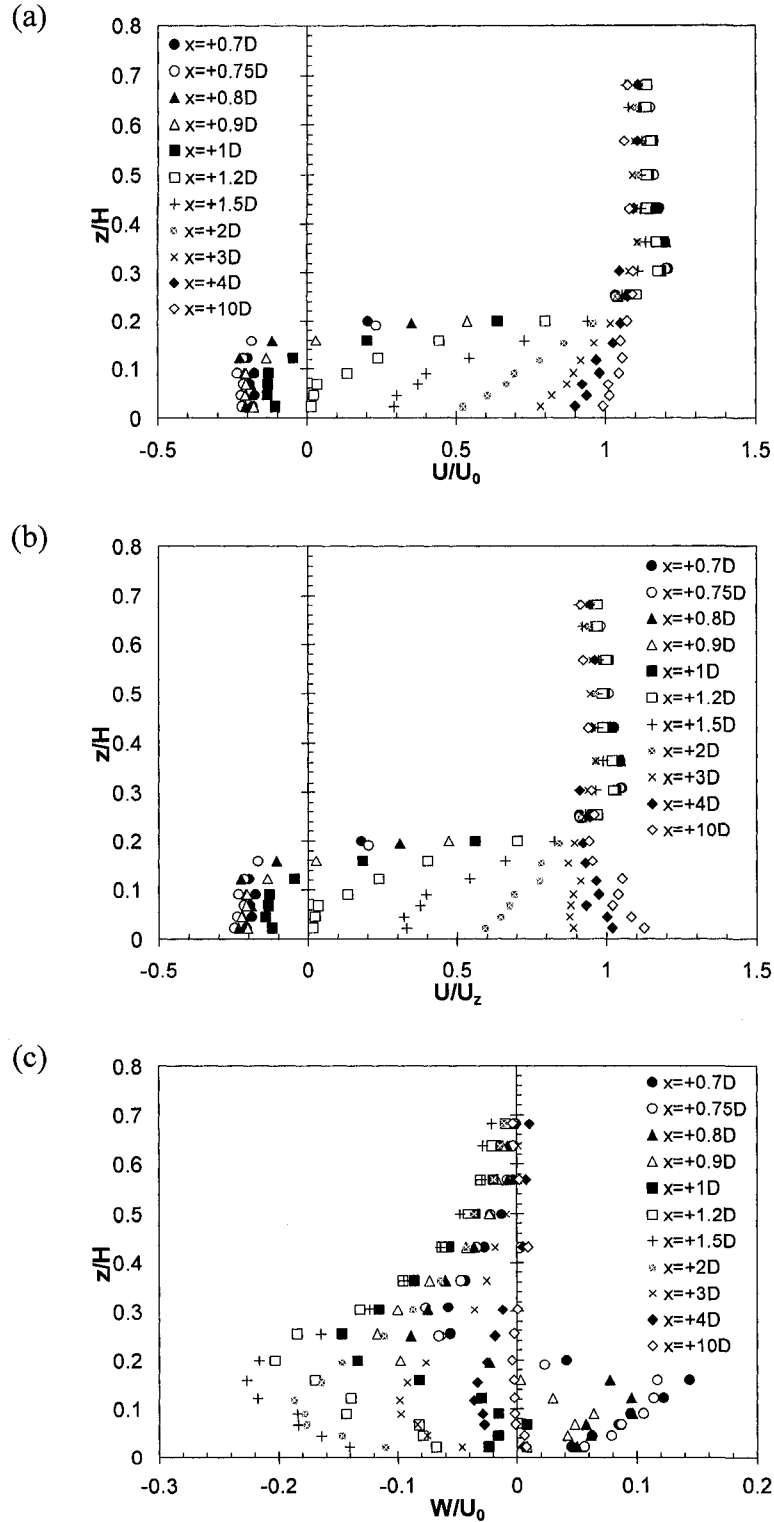 (a)
x=+0.7D
x=+0.75D
x=+0.8D
x=+0.9D
x=+1D
x=+1.2D
x=+1.5D
x=+2D
x=+3D
x=+4D
x=+10D
z/H
0.8
0.7
0.6
0.5
0.4
0.3
0.2
0.1
0
-0.5 0 0.5 1 1.5
U/U₀
(b)
z/H
0.8
0.7
0.6
0.5
0.4
0.3
0.2
0.1
0
x=+0.7D
x=+0.75D
x=+0.8D
x=+0.9D
x=+1D
x=+1.2D
x=+1.5D
x=+2D
x=+3D
x=+4D
x=+10D
-0.5 0 0.5 1 1.5
U/U_z
(c)
z/H
0.8
0.7
0.6
0.5
0.4
0.3
0.2
0.1
0
x=+0.7D
x=+0.75D
x=+0.8D
x=+0.9D
x=+1D
x=+1.2D
x=+1.5D
x=+2D
x=+3D
x=+4D
x=+10D
-0.3 -0.2 -0.1 0 0.1 0.2
W/U₀